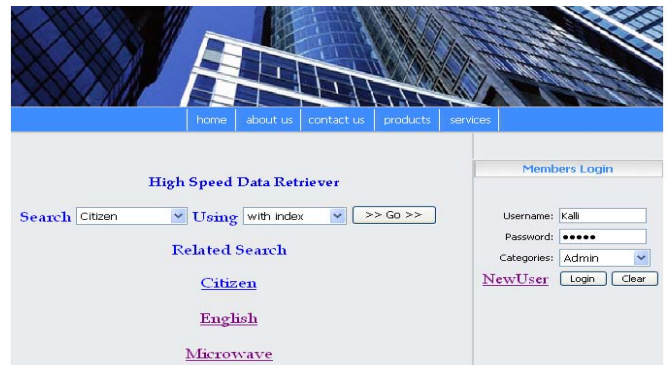 home about us contact us products services
Members Login
High Speed Data Retriever
Search Citizen Using with index >> Go >>
Related Search
Citizen
English
Microwave
Username: Kalli
Password: •••••
Categories: Admin
NewUser Login Clear